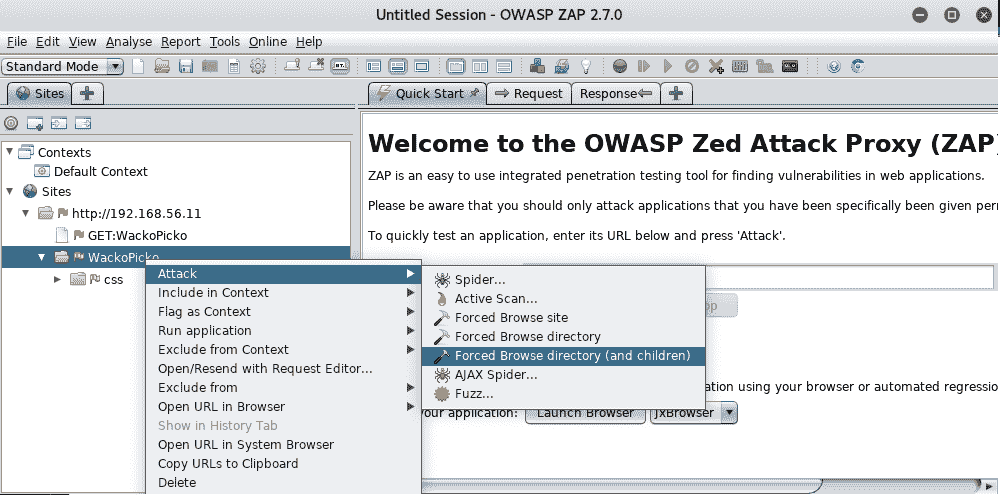 Untitled Session - OWASP ZAP 2.7.0
File Edit View Analyse Report Tools Online Help
Standard Mode
Sites
Quick Start
Request
Response
Contexts
Default Context
Sites
http://192.168.56.11
GET:WackoPicko
WackoPicko
css
Welcome to the OWASP Zed Attack Proxy (ZAP)
ZAP is an easy to use integrated penetration testing tool for finding vulnerabilities in web applications.
Please be aware that you should only attack applications that you have been specifically been given
To quickly test an application, enter its URL below and press 'Attack'.
using your browser or automated
your application: Launch Browser JxBrowser
Attack
Include in Context
Flag as Context
Run application
Exclude from Context
Open/Resend with Request Editor...
Exclude from
Open URL in Browser
Show in History Tab
Open URL in System Browser
Copy URLs to Clipboard
Delete
Spider...
Active Scan...
Forced Browse site
Forced Browse directory
Forced Browse directory (and children)
AJAX Spider...
Fuzz...